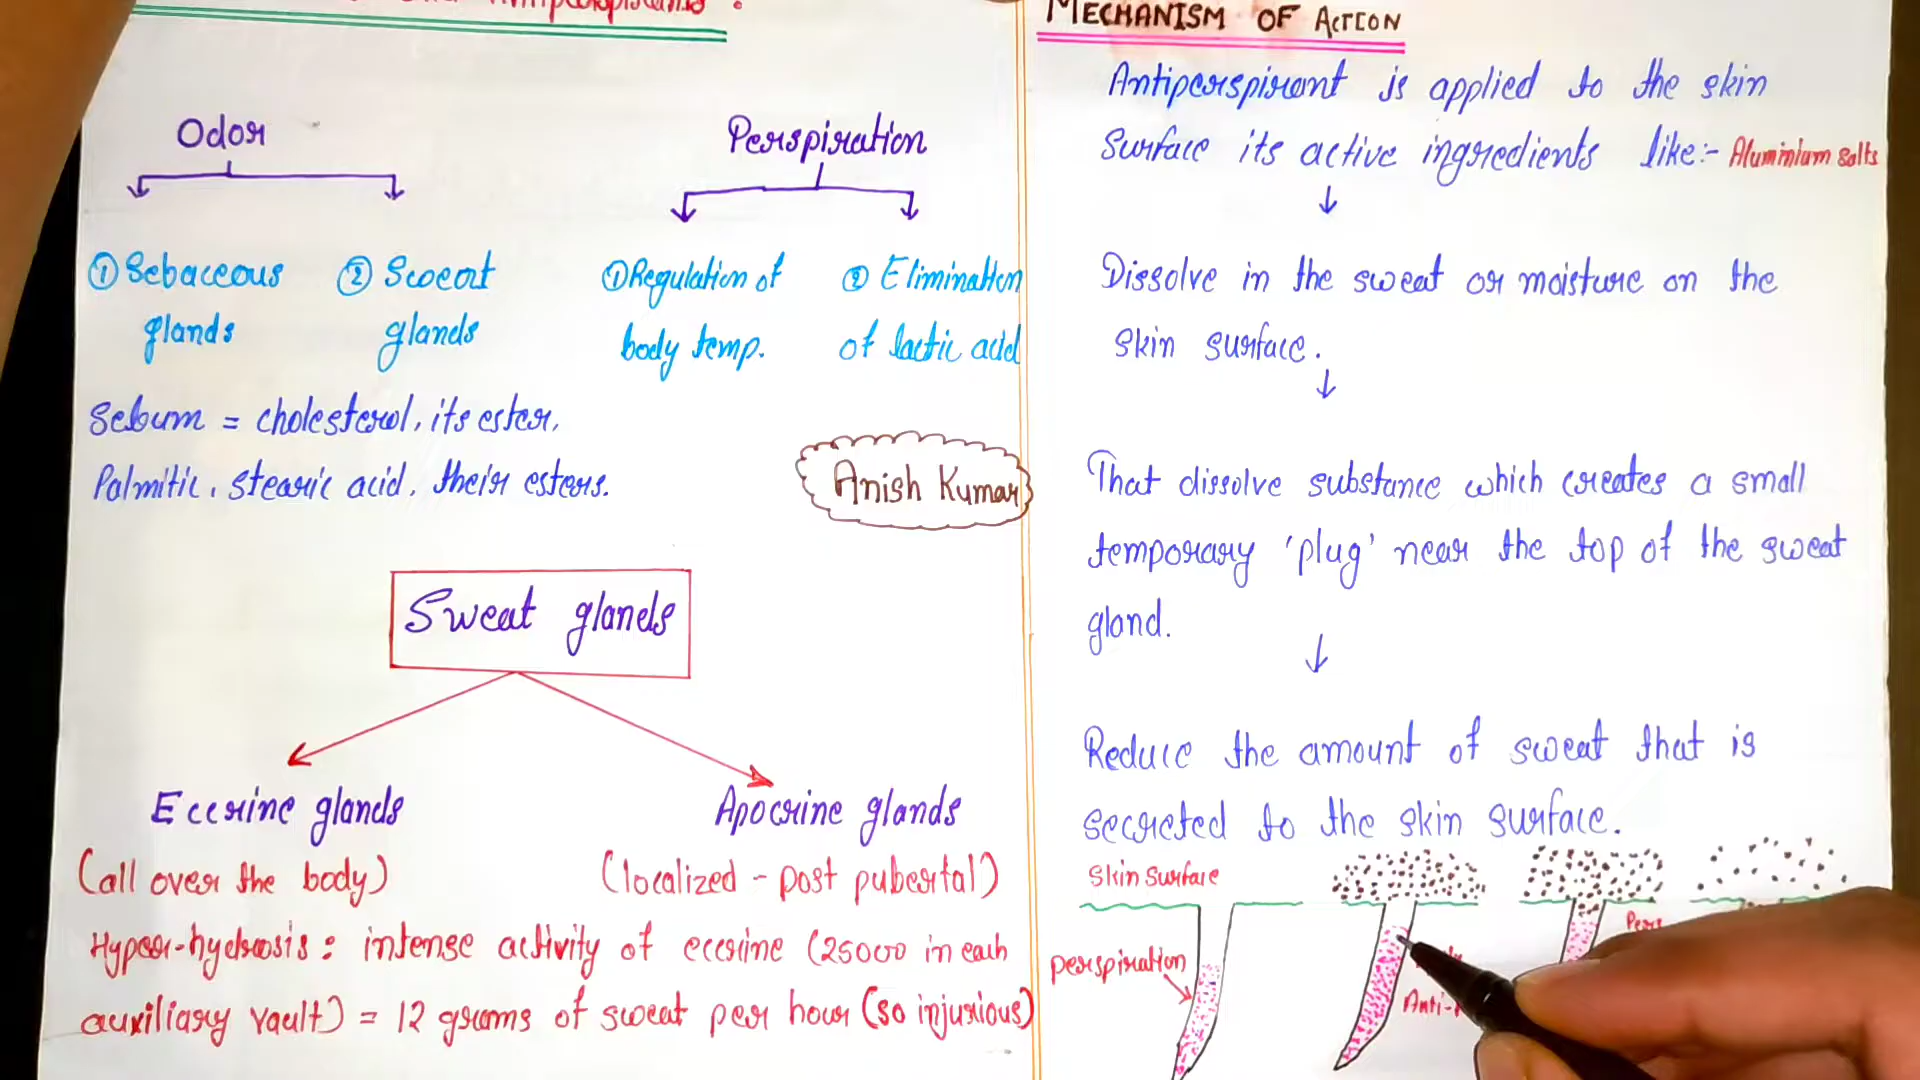 Antiperspirants :
Odor
Perspiration
① Sebaceous glands
② Sweat glands
① Regulation of body temp.
② Elimination of lactic acid
Sebum = cholesterol, its ester,
Palmitic, stearic acid, their esters.
Anish Kumar
Sweat glands
Eccrine glands
Apocrine glands
(all over the body)
(localized - post pubertal)
Hyper-hydrosis : intense activity of eccrine (25000 in each
auxiliary vault) = 12 grams of sweat per hour (so injurious)
MECHANISM OF ACTION
Antiperspirant is applied to the skin
surface its active ingredients like:- Aluminium salts
Dissolve in the sweat or moisture on the
skin surface.
That dissolve substance which creates a small
temporary 'plug' near the top of the sweat
gland.
Reduce the amount of sweat that is
secreted to the skin surface.
Skin surface
perspiration
Anti-
Pers